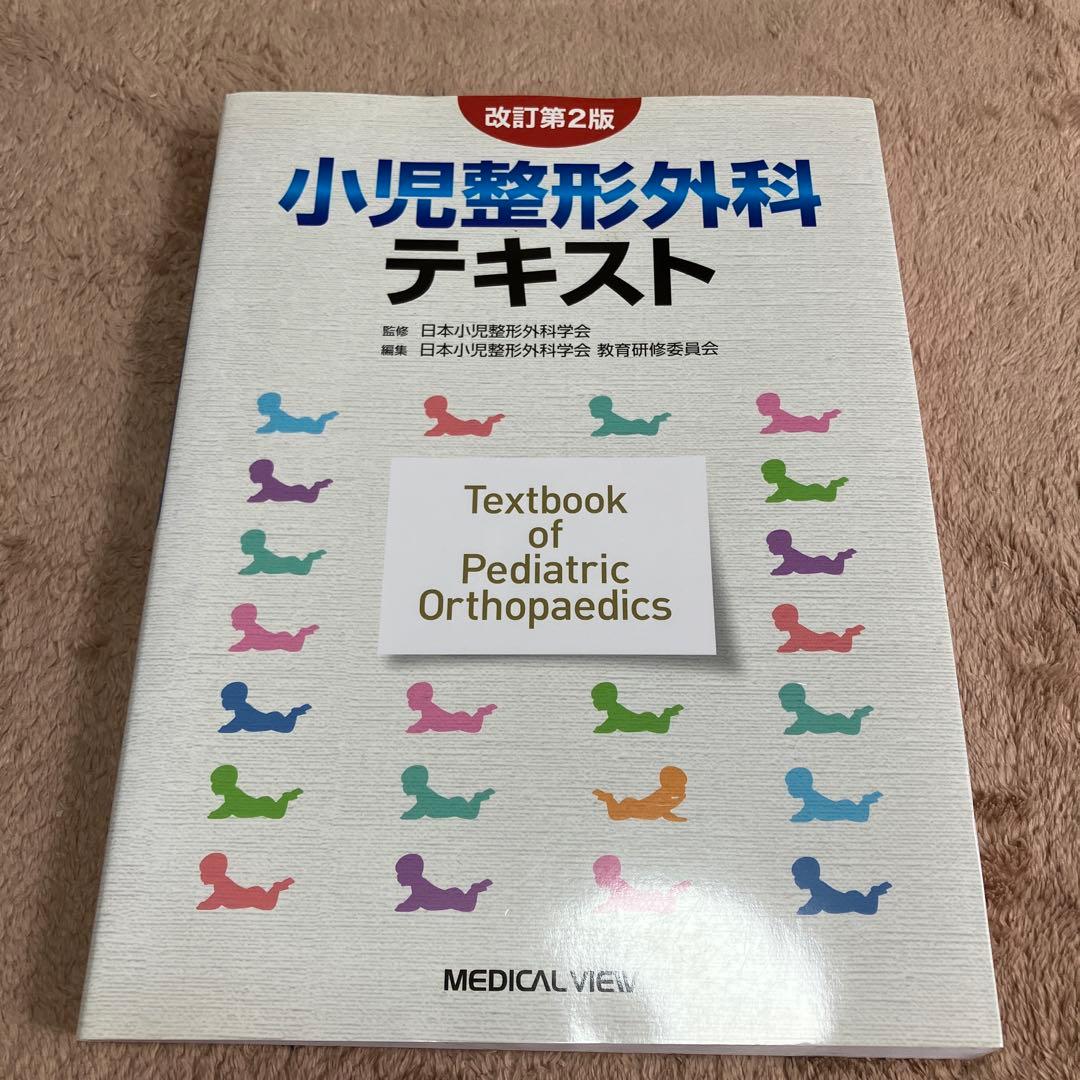 改訂第2版
小児整形外科
テキスト
監修 日本小児整形外科学会
編集 日本小児整形外科学会 教育研修委員会
Textbook
of
Pediatric
Orthopaedics
MEDICAL VIEW